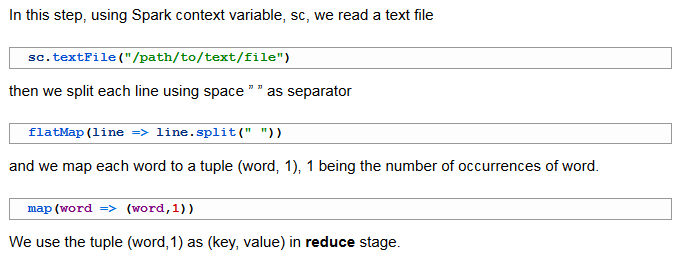 In this step, using Spark context variable, sc, we read a text file
sc.textFile("/path/to/text/file")
then we split each line using space ” ” as separator
flatMap(line => line.split(" "))
and we map each word to a tuple (word, 1), 1 being the number of occurrences of word.
map(word => (word,1))
We use the tuple (word,1) as (key, value) in reduce stage.